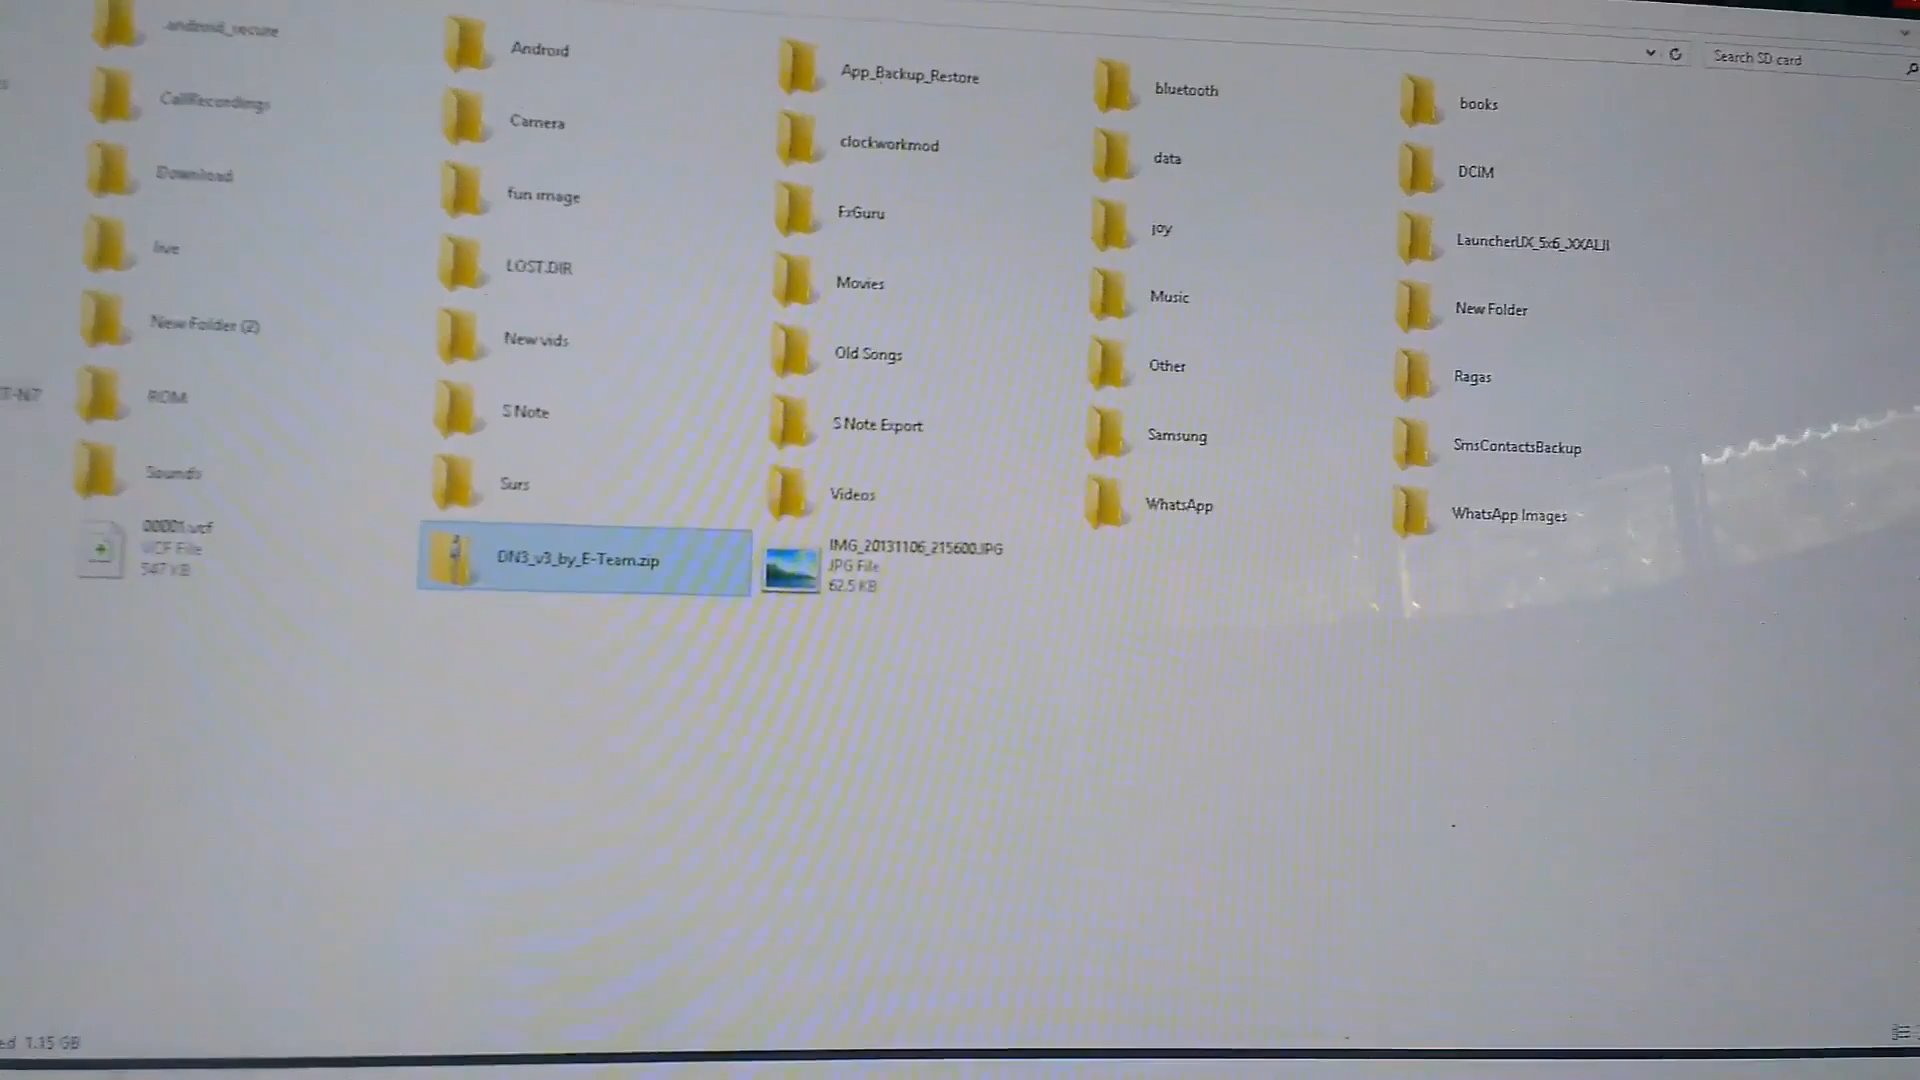 Search SD card
.android_secure
Android
App_Backup_Restore
bluetooth
books
CallRecordings
Camera
clockworkmod
data
DCIM
Download
fun image
FxGuru
joy
LauncherUX_5x6_XXALJI
live
LOST.DIR
Movies
Music
New Folder
New Folder (2)
New vids
Old Songs
Other
Ragas
ROM
S Note
S Note Export
Samsung
SmsContactsBackup
Sounds
Surs
Videos
WhatsApp
WhatsApp Images
00001.vcf
VCF File
547 KB
DN3_v3_by_E-Team.zip
IMG_20131106_215600.JPG
JPG File
62.5 KB
1.15 GB